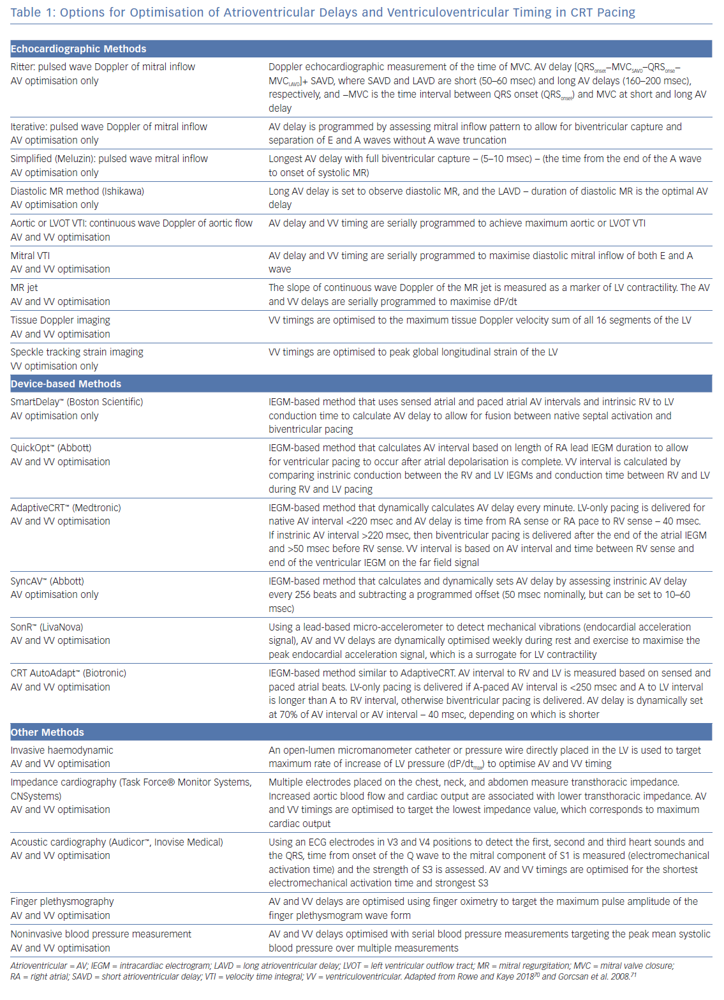 Table 1: Options for Optimisation of Atrioventricular Delays and Ventriculoventricular Timing in CRT Pacing
Echocardiographic Methods
Ritter: pulsed wave Doppler of mitral inflow
AV optimisation only
Doppler echocardiographic measurement of the time of MVC. AV delay [QRSonset–MVCSAVD–QRSonse–
MVCLAVD]+ SAVD, where SAVD and LAVD are short (50–60 msec) and long AV delays (160–200 msec),
respectively, and –MVC is the time interval between QRS onset (QRSonset) and MVC at short and long AV
delay
Iterative: pulsed wave Doppler of mitral inflow
AV optimisation only
AV delay is programmed by assessing mitral inflow pattern to allow for biventricular capture and
separation of E and A waves without A wave truncation
Simplified (Meluzin): pulsed wave mitral inflow
AV optimisation only
Longest AV delay with full biventricular capture – (5–10 msec) – (the time from the end of the A wave
to onset of systolic MR)
Diastolic MR method (Ishikawa)
AV optimisation only
Long AV delay is set to observe diastolic MR, and the LAVD – duration of diastolic MR is the optimal AV
delay
Aortic or LVOT VTI: continuous wave Doppler of aortic flow
AV and VV optimisation
AV delay and VV timing are serially programmed to achieve maximum aortic or LVOT VTI
Mitral VTI
AV and VV optimisation
AV delay and VV timing are serially programmed to maximise diastolic mitral inflow of both E and A
wave
MR jet
AV and VV optimisation
The slope of continuous wave Doppler of the MR jet is measured as a marker of LV contractility. The AV
and VV delays are serially programmed to maximise dP/dt
Tissue Doppler imaging
AV and VV optimisation
VV timings are optimised to the maximum tissue Doppler velocity sum of all 16 segments of the LV
Speckle tracking strain imaging
VV optimisation only
VV timings are optimised to peak global longitudinal strain of the LV
Device-based Methods
SmartDelay™ (Boston Scientific)
AV optimisation only
IEGM-based method that uses sensed atrial and paced atrial AV intervals and intrinsic RV to LV
conduction time to calculate AV delay to allow for fusion between native septal activation and
biventricular pacing
QuickOpt™ (Abbott)
AV and VV optimisation
IEGM-based method that calculates AV interval based on length of RA lead IEGM duration to allow
for ventricular pacing to occur after atrial depolarisation is complete. VV interval is calculated by
comparing instrinic conduction between the RV and LV IEGMs and conduction time between RV and LV
during RV and LV pacing
AdaptiveCRT™ (Medtronic)
AV and VV optimisation
IEGM-based method that dynamically calculates AV delay every minute. LV-only pacing is delivered for
native AV interval <220 msec and AV delay is time from RA sense or RA pace to RV sense – 40 msec.
If instrinic AV interval >220 msec, then biventricular pacing is delivered after the end of the atrial IEGM
and >50 msec before RV sense. VV interval is based on AV interval and time between RV sense and
end of the ventricular IEGM on the far field signal
SyncAV™ (Abbott)
AV optimisation only
IEGM-based method that calculates and dynamically sets AV delay by assessing instrinic AV delay
every 256 beats and subtracting a programmed offset (50 msec nominally, but can be set to 10–60
msec)
SonR™ (LivaNova)
AV and VV optimisation
Using a lead-based micro-accelerometer to detect mechanical vibrations (endocardial acceleration
signal), AV and VV delays are dynamically optimised weekly during rest and exercise to maximise the
peak endocardial acceleration signal, which is a surrogate for LV contractility
CRT AutoAdapt™ (Biotronic)
AV and VV optimisation
IEGM-based method similar to AdaptiveCRT. AV interval to RV and LV is measured based on sensed and
paced atrial beats. LV-only pacing is delivered if A-paced AV interval is <250 msec and A to LV interval
is longer than A to RV interval, otherwise biventricular pacing is delivered. AV delay is dynamically set
at 70% of AV interval or AV interval – 40 msec, depending on which is shorter
Other Methods
Invasive haemodynamic
AV and VV optimisation
An open-lumen micromanometer catheter or pressure wire directly placed in the LV is used to target
maximum rate of increase of LV pressure (dP/dtmax) to optimise AV and VV timing
Impedance cardiography (Task Force® Monitor Systems,
CNSystems)
AV and VV optimisation
Multiple electrodes placed on the chest, neck, and abdomen measure transthoracic impedance.
Increased aortic blood flow and cardiac output are associated with lower transthoracic impedance. AV
and VV timings are optimised to target the lowest impedance value, which corresponds to maximum
cardiac output
Acoustic cardiography (Audicor™, Inovise Medical)
AV and VV optimisation
Using an ECG electrodes in V3 and V4 positions to detect the first, second and third heart sounds and
the QRS, time from onset of the Q wave to the mitral component of S1 is measured (electromechanical
activation time) and the strength of S3 is assessed. AV and VV timings are optimised for the shortest
electromechanical activation time and strongest S3
Finger plethysmography
AV and VV optimisation
AV and VV delays are optimised using finger oximetry to target the maximum pulse amplitude of the
finger plethysmogram wave form
Noninvasive blood pressure measurement
AV and VV optimisation
AV and VV delays optimised with serial blood pressure measurements targeting the peak mean systolic
blood pressure over multiple measurements
Atrioventricular = AV; IEGM = intracardiac electrogram; LAVD = long atrioventricular delay; LVOT = left ventricular outflow tract; MR = mitral regurgitation; MVC = mitral valve closure;
RA = right atrial; SAVD = short atrioventricular delay; VTI = velocity time integral; VV = ventriculoventricular. Adapted from Rowe and Kaye 2018⁷⁰ and Gorcsan et al. 2008.⁷¹